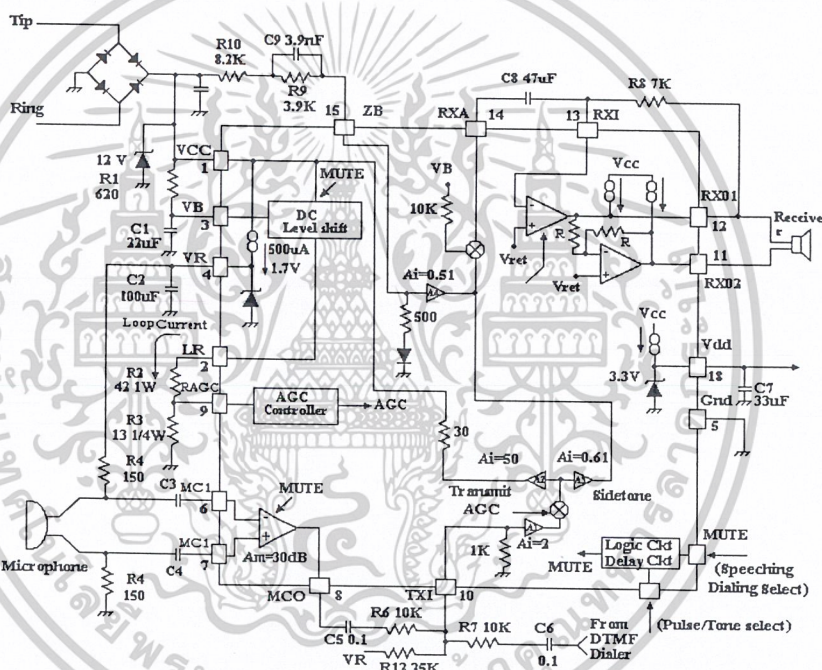 Tip
Ring
R10
8.2K
C9 3.9nF
R9
3.9K
15
ZB
RXA
14
C8 47uF
13
RXI
R8 7K
VCC
1
12 V
R1
620
MUTE
VB
3
DC
Level shift
C1
22uF
VR
4
500uA
1.7V
C2
100uF
Loop Current
LR
2
R2
42 1W
RAGC
9
AGC
Controller
AGC
R3
13 1/4W
R4
150
C3
MC1
6
MUTE
Microphone
C4
MC1
7
Am=30dB
R4
150
MCO
8
TXI
10
C5 0.1
R6 10K
R7 10K
C6
0.1
VR
R12 25K
From
DTMF
Dialer
VB
10K
Ai=0.51
A4
500
30
Ai=50
Ai=0.61
A2
A3
Transmit
AGC
Sidetone
1K
A1
Ai=2
Vcc
R
R
Vret
Vret
RX01
12
11
RX02
Receive
r
Vcc
3.3V
Vdd
18
C7
33uF
Gnd
5
MUTE
Logic Ckt
Delay Ckt
MUTE
(Speeching
Dialing Select)
(Pulse/Tone select)